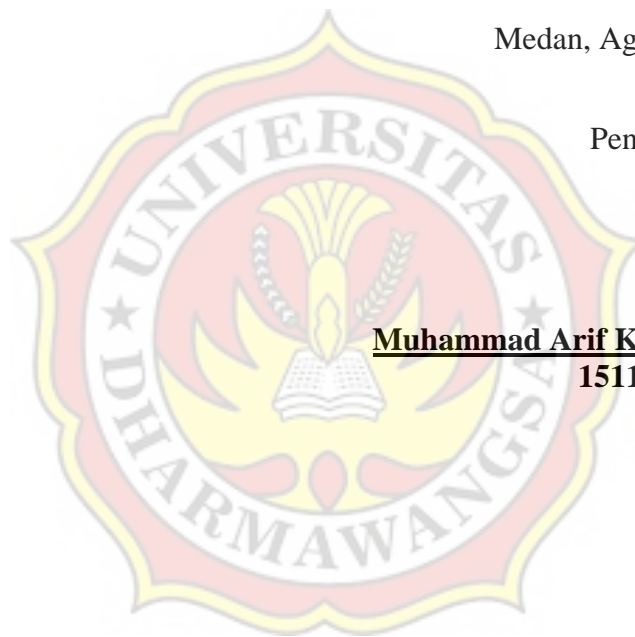 Medan, Ag
Pen
UNIVERSITAS
Muhammad Arif K
1511
DHARMAWANGSA